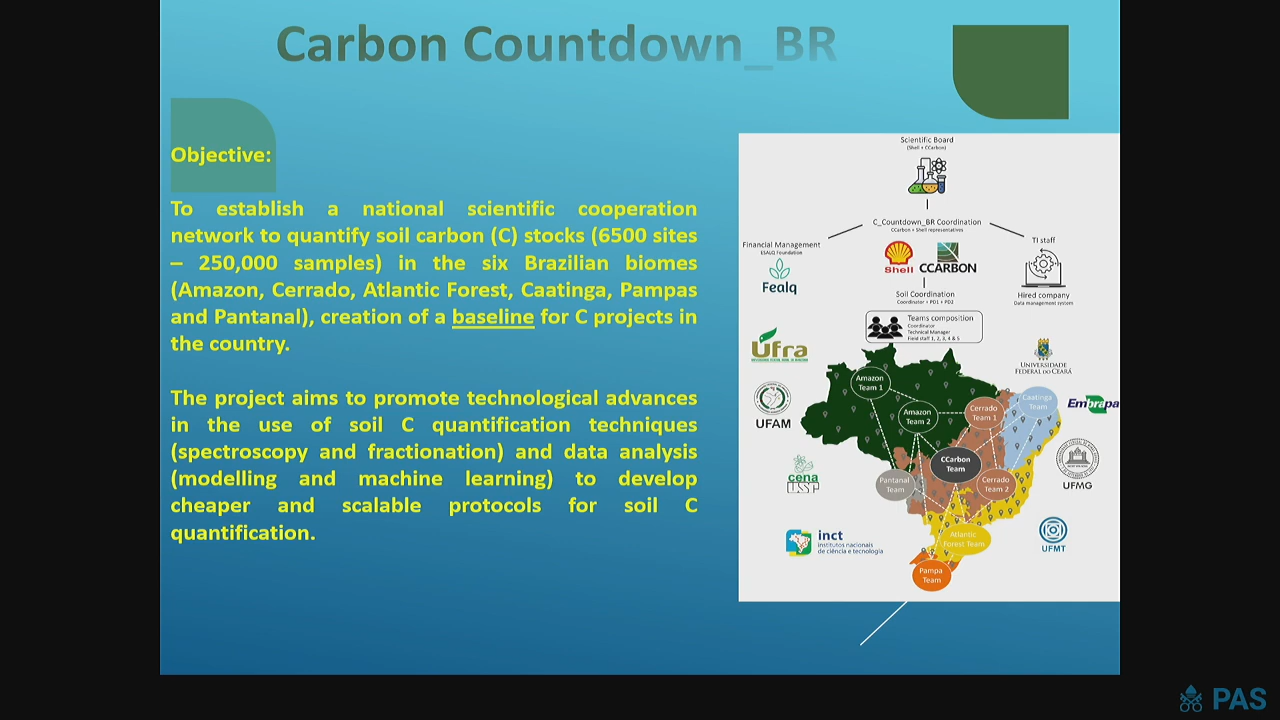 Carbon Countdown_BR
Objective:
To establish a national scientific cooperation
network to quantify soil carbon (C) stocks (6500 sites
– 250,000 samples) in the six Brazilian biomes
(Amazon, Cerrado, Atlantic Forest, Caatinga, Pampas
and Pantanal), creation of a baseline for C projects in
the country.
The project aims to promote technological advances
in the use of soil C quantification techniques
(spectroscopy and fractionation) and data analysis
(modelling and machine learning) to develop
cheaper and scalable protocols for soil C
quantification.
Scientific Board
(Shell + CCarbon)
C_Countdown_BR Coordination
CCarbon + Shell representatives
Financial Management
ESALQ Foundation
Fealq
Shell
CCARBON
TI staff
Hired company
Data management system
Soil Coordination
Coordinator + PD1 + PD2
Teams composition
Coordinator
Technical Manager
Field staff 1, 2, 3, 4 & 5
Ufra
UNIVERSIDADE
FEDERAL DO CEARÁ
Amazon
Team 1
Amazon
Team 2
Cerrado
Team 1
Caatinga
Team
Embrapa
UFAM
CCarbon
Team
UFMG
cena
USP
Pantanal
Team
Cerrado
Team 2
inct
institutos nacionais
de ciência e tecnologia
Atlantic
Forest Team
UFMT
Pampa
Team
PAS